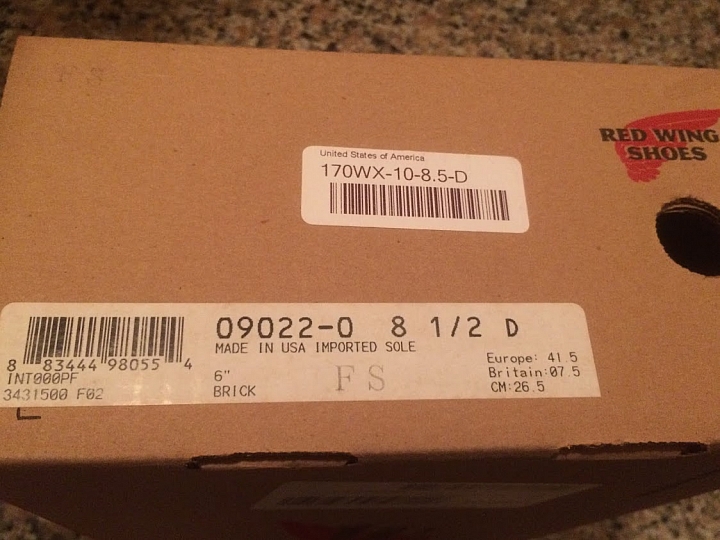 FS
RED WING
SHOES
United States of America
170WX-10-8.5-D
09022-0 8 1/2 D
MADE IN USA IMPORTED SOLE
8 83444 98055 4
INT000PF
3431500 F02
6"
BRICK
FS
Europe: 41.5
Britain:07.5
CM:26.5